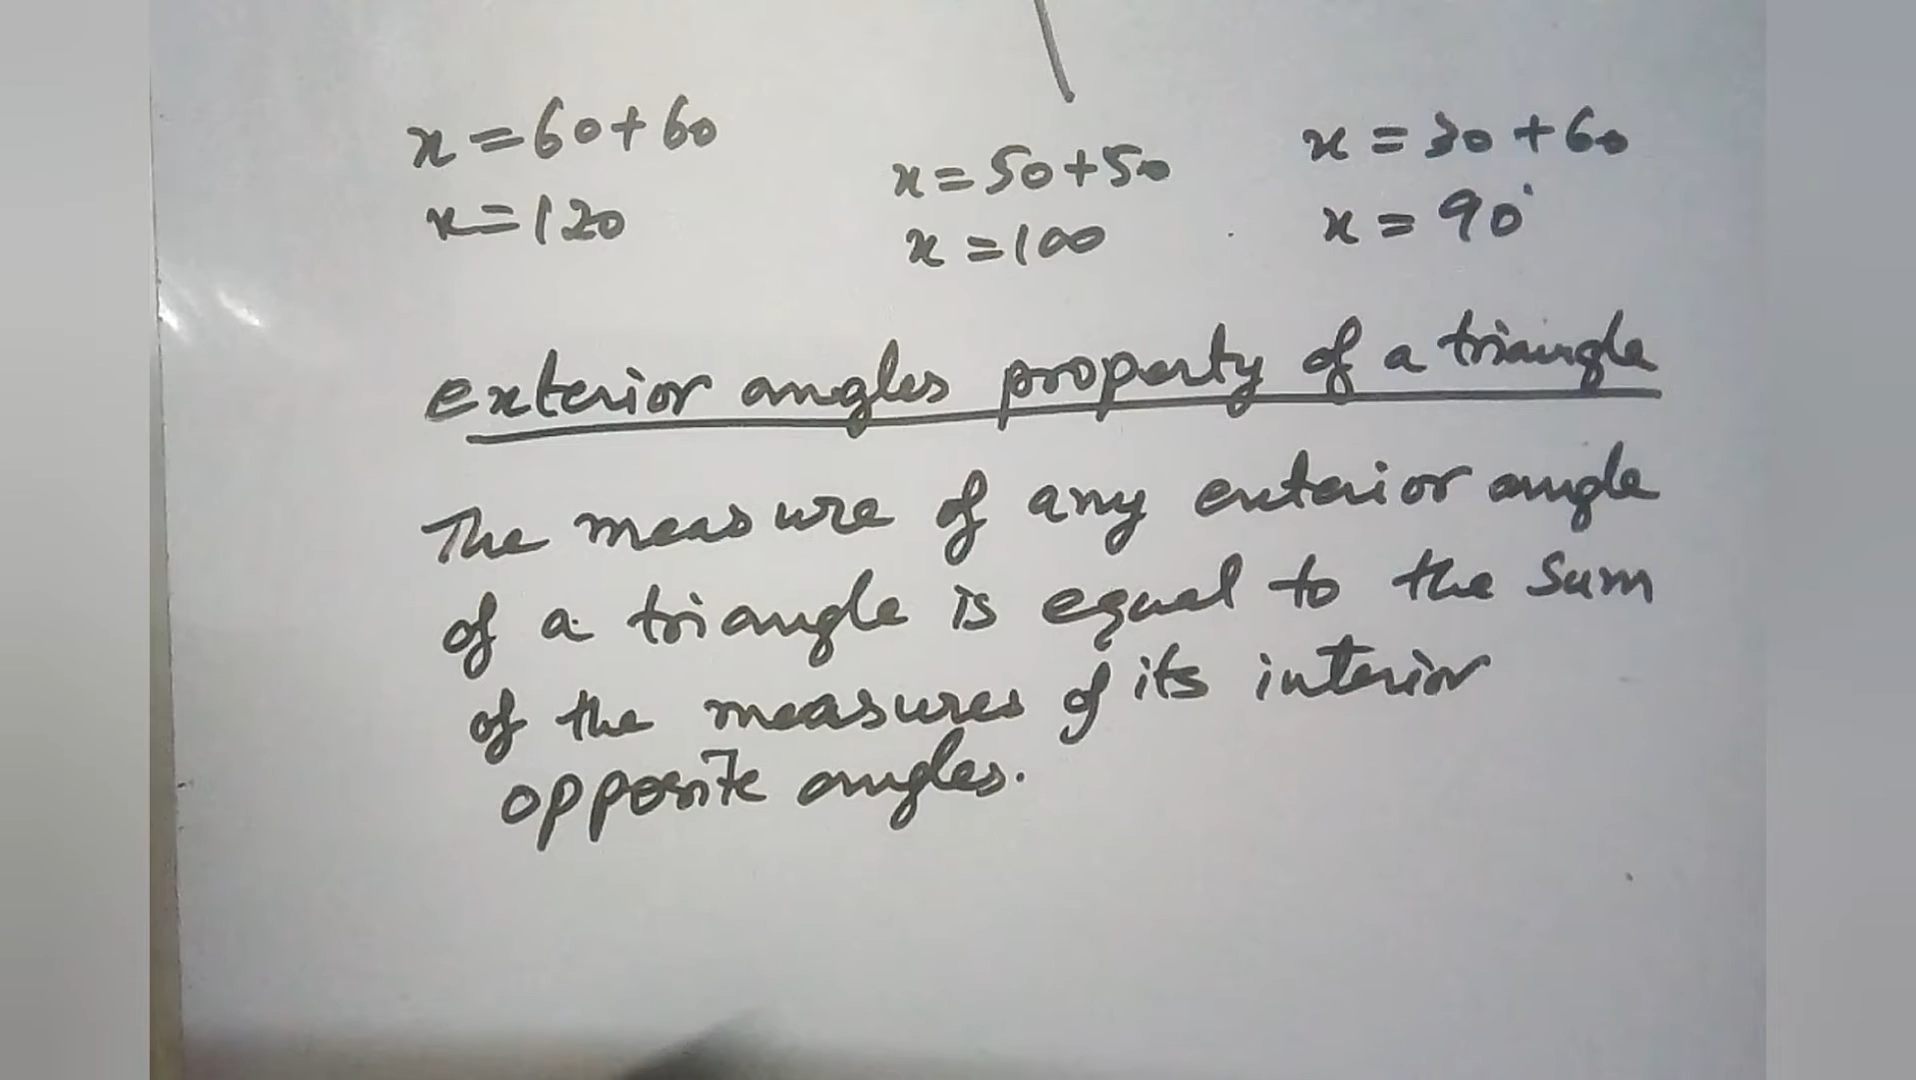 x = 60 + 60
x = 120
x = 50 + 50
x = 100
x = 30 + 60
x = 90°
exterior angles property of a triangle
The measure of any exterior angle
of a triangle is equal to the sum
of the measures of its interior
opposite angles.